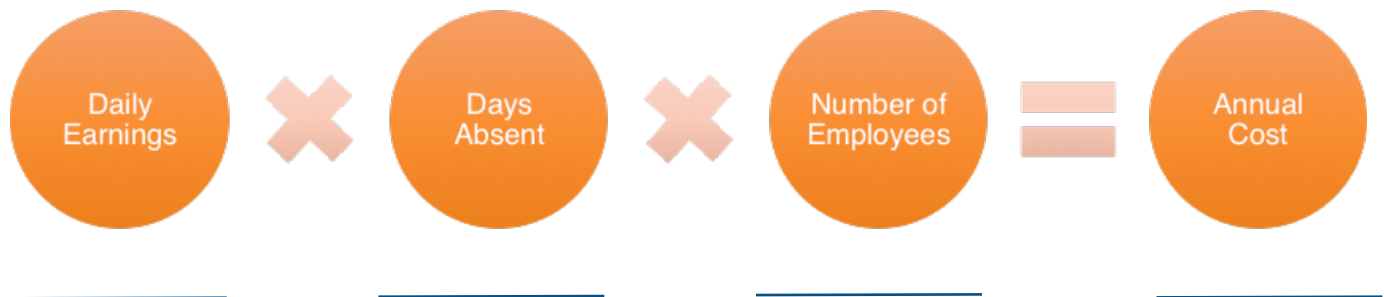 Daily
Earnings
Days
Absent
Number of
Employees
Annual
Cost